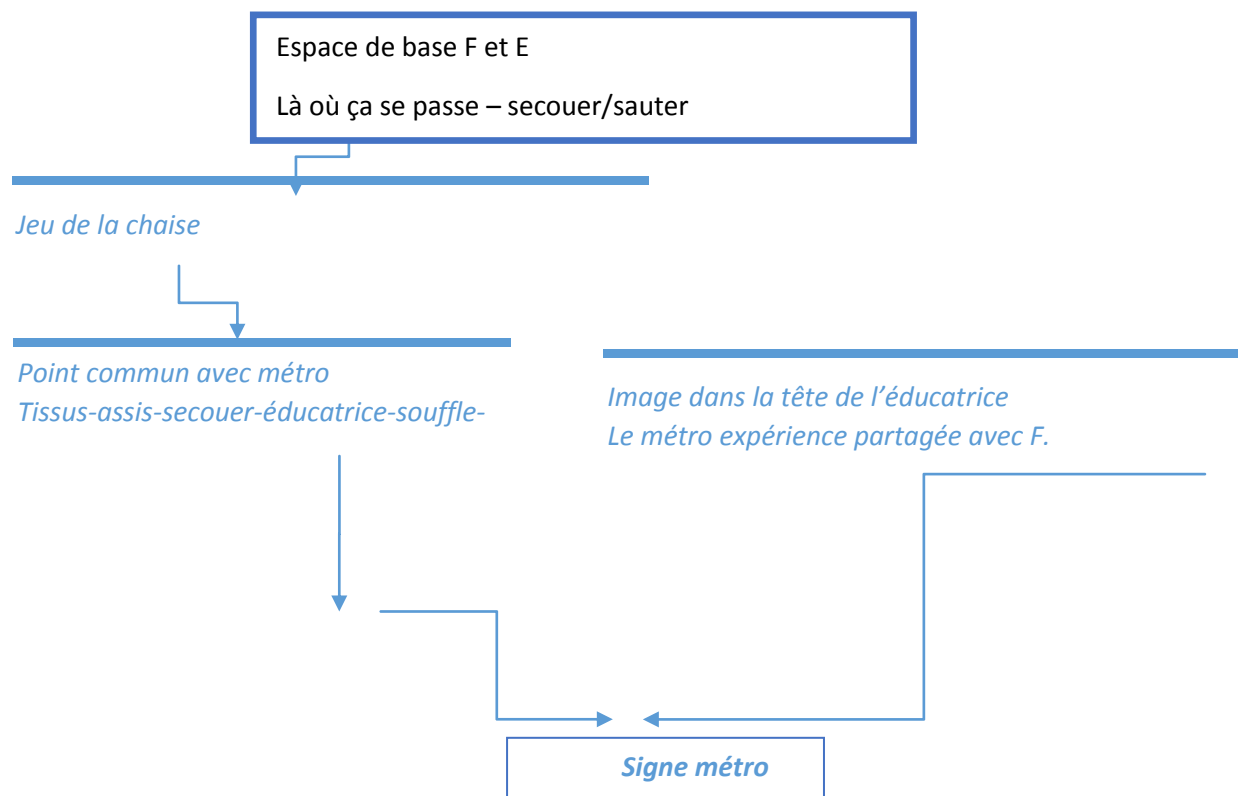 Espace de base F et E
Là où ça se passe – secouer/sauter
Jeu de la chaise
Point commun avec métro
Tissus-assis-secouer-éducatrice-souffle-
Image dans la tête de l’éducatrice
Le métro expérience partagée avec F.
Signe métro